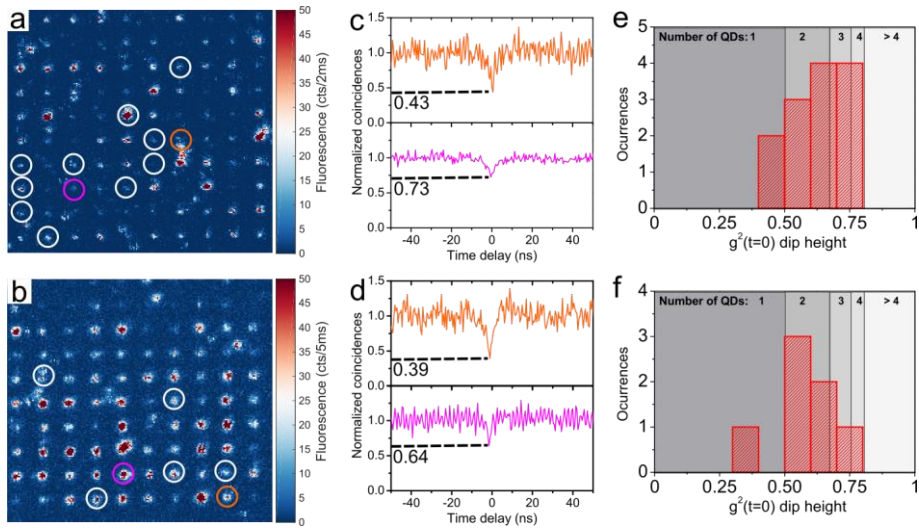 a
50
45
40
35
30
25
20
15
10
5
0
Fluorescence (cts/2ms)
c
1.5
1.0
0.5
0.43
1.0
0.5
0.73
0.0
-40 -20 0 20 40
Time delay (ns)
Normalized coincidences
e
Number of QDs: 1 2 3 4 > 4
5
4
3
2
1
0
0 0.25 0.50 0.75 1
Ocurrences
g²(t=0) dip height
b
50
45
40
35
30
25
20
15
10
5
0
Fluorescence (cts/5ms)
d
1.5
1.0
0.5
0.39
1.0
0.5
0.64
0.0
-40 -20 0 20 40
Time delay (ns)
Normalized coincidences
f
Number of QDs: 1 2 3 4 > 4
4
3
2
1
0
0 0.25 0.50 0.75 1
Ocurrences
g²(t=0) dip height